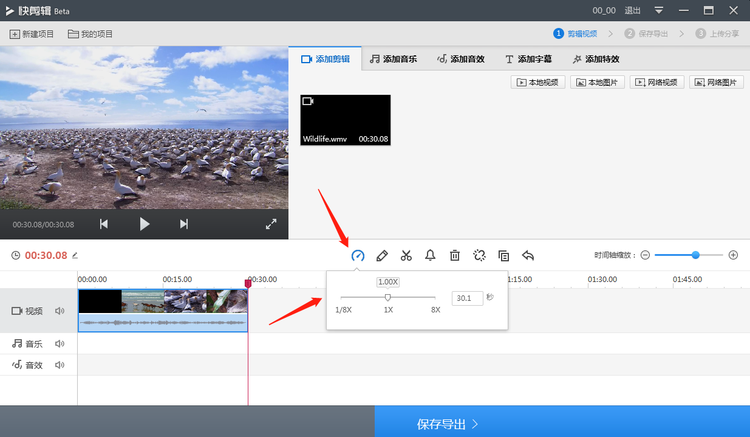 快剪辑 Beta
00_00 退出
新建项目 我的项目
1 剪辑视频 2 保存导出 3 上传分享
添加剪辑 添加音乐 添加音效 添加字幕 添加特效
本地视频 本地图片 网络视频 网络图片
Wildlife.wmv 00:30.08
00:30.08/00:30.08
00:30.08
时间轴缩放:
00:00.00 00:15.00 00:30.00 01:15.00 01:30.00 01:45.00
1.00X
30.1 秒
1/8X 1X 8X
视频
音乐
音效
保存导出